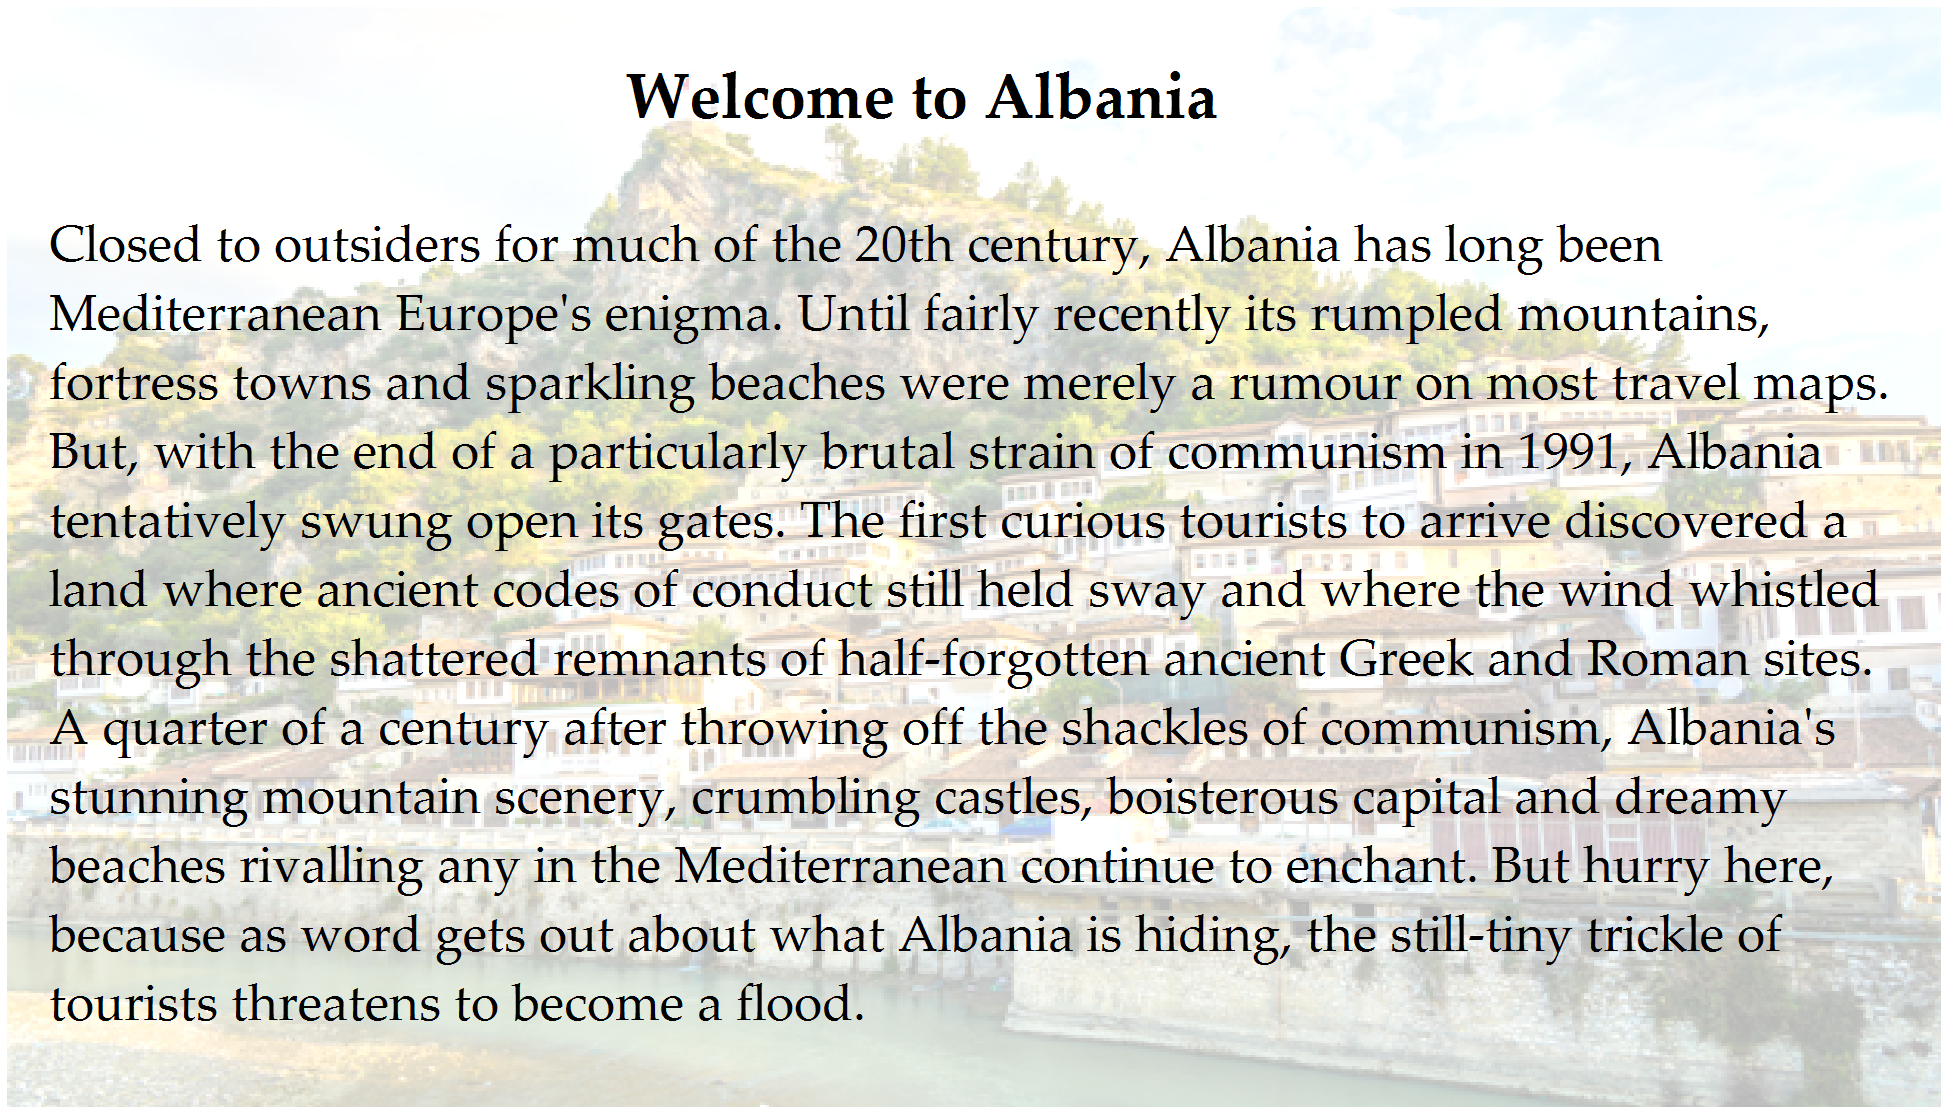 Welcome to Albania
Closed to outsiders for much of the 20th century, Albania has long been
Mediterranean Europe's enigma. Until fairly recently its rumpled mountains,
fortress towns and sparkling beaches were merely a rumour on most travel maps.
But, with the end of a particularly brutal strain of communism in 1991, Albania
tentatively swung open its gates. The first curious tourists to arrive discovered a
land where ancient codes of conduct still held sway and where the wind whistled
through the shattered remnants of half-forgotten ancient Greek and Roman sites.
A quarter of a century after throwing off the shackles of communism, Albania's
stunning mountain scenery, crumbling castles, boisterous capital and dreamy
beaches rivalling any in the Mediterranean continue to enchant. But hurry here,
because as word gets out about what Albania is hiding, the still-tiny trickle of
tourists threatens to become a flood.